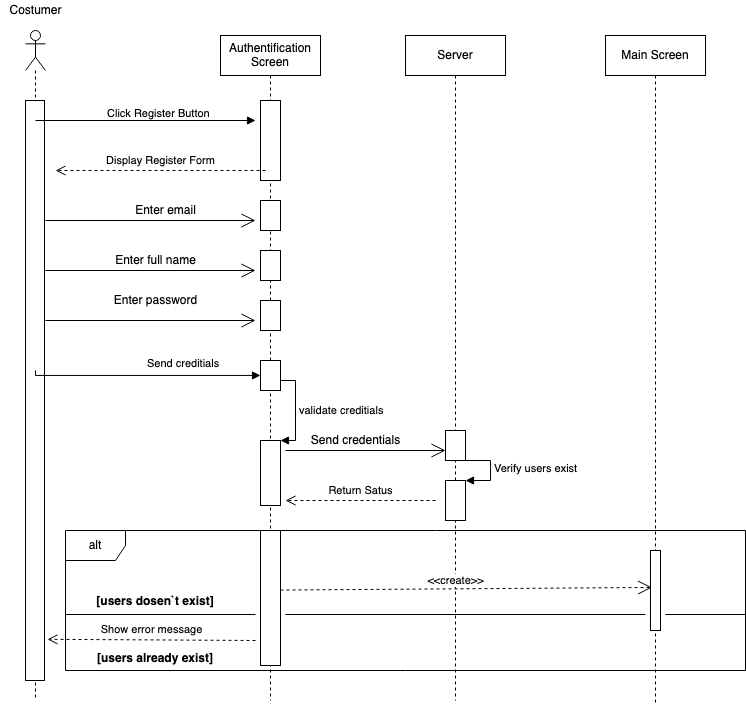 Costumer
Authentification
Screen
Server
Main Screen
Click Register Button
Display Register Form
Enter email
Enter full name
Enter password
Send creditials
validate creditials
Send credentials
Verify users exist
Return Satus
alt
<<create>>
[users dosen`t exist]
Show error message
[users already exist]